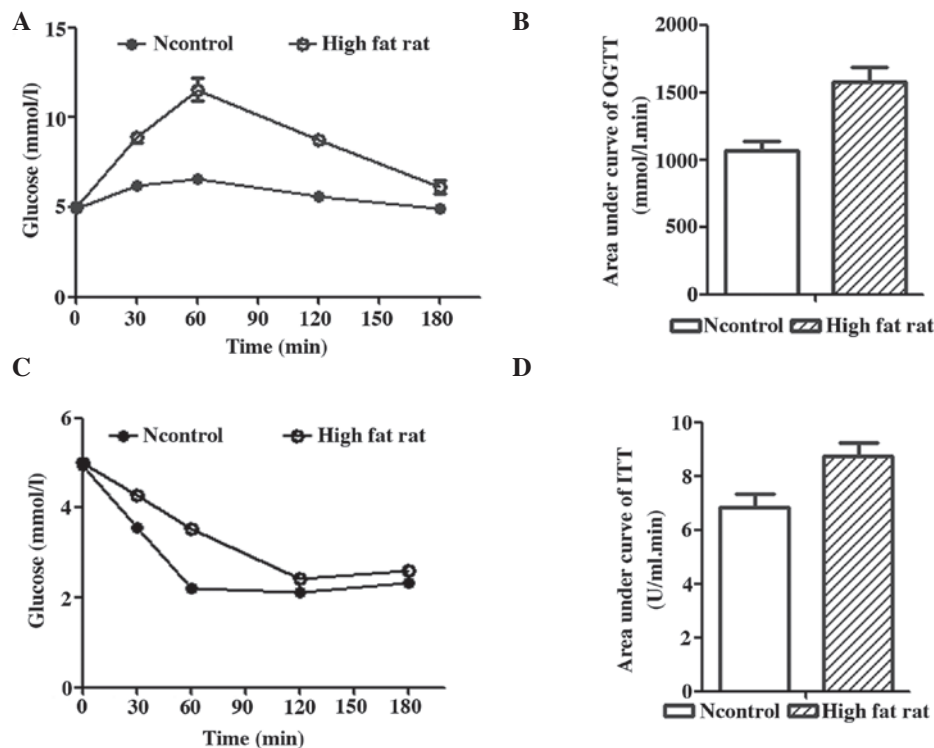 A
Ncontrol High fat rat
Glucose (mmol/l)
15
10
5
0
0 30 60 90 120 150 180
Time (min)
B
Area under curve of OGTT
(mmol/l.min)
2000
1500
1000
500
0
Ncontrol High fat rat
C
Ncontrol High fat rat
Glucose (mmol/l)
6
4
2
0
0 30 60 90 120 150 180
Time (min)
D
Area under curve of ITT
(U/ml.min)
10
8
6
4
2
0
Ncontrol High fat rat